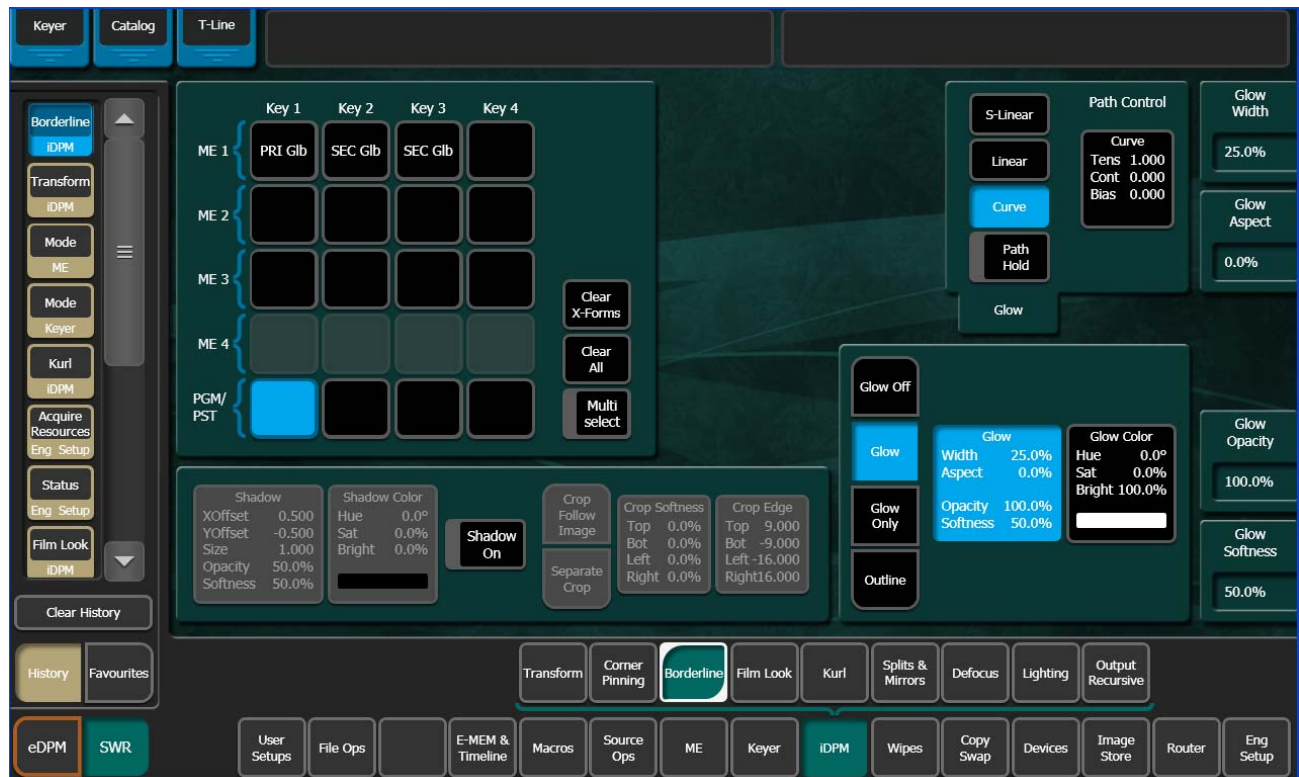 Keyer
Catalog
T-Line
Borderline
iDPM
Transform
iDPM
Mode
ME
Mode
Keyer
Kurl
iDPM
Acquire
Resources
Eng Setup
Status
Eng Setup
Film Look
iDPM
Clear History
History
Favourites
Key 1 Key 2 Key 3 Key 4
ME 1 PRI Glb SEC Glb SEC Glb
ME 2
ME 3
ME 4
PGM/
PST
Clear
X-Forms
Clear
All
Multi
select
S-Linear
Linear
Curve
Path
Hold
Path Control
Curve
Tens 1.000
Cont 0.000
Bias 0.000
Glow
Glow
Width
25.0%
Glow
Aspect
0.0%
Shadow
XOffset 0.500
YOffset -0.500
Size 1.000
Opacity 50.0%
Softness 50.0%
Shadow Color
Hue 0.0º
Sat 0.0%
Bright 0.0%
Shadow
On
Crop
Follow
Image
Separate
Crop
Crop Softness
Top 0.0%
Bot 0.0%
Left 0.0%
Right 0.0%
Crop Edge
Top 9.000
Bot -9.000
Left -16.000
Right16.000
Glow Off
Glow
Glow
Only
Outline
Glow
Width 25.0%
Aspect 0.0%
Opacity 100.0%
Softness 50.0%
Glow Color
Hue 0.0º
Sat 0.0%
Bright 100.0%
Glow
Opacity
100.0%
Glow
Softness
50.0%
Transform
Corner
Pinning
Borderline
Film Look
Kurl
Splits &
Mirrors
Defocus
Lighting
Output
Recursive
eDPM
SWR
User
Setups
File Ops
E-MEM &
Timeline
Macros
Source
Ops
ME
Keyer
iDPM
Wipes
Copy
Swap
Devices
Image
Store
Router
Eng
Setup